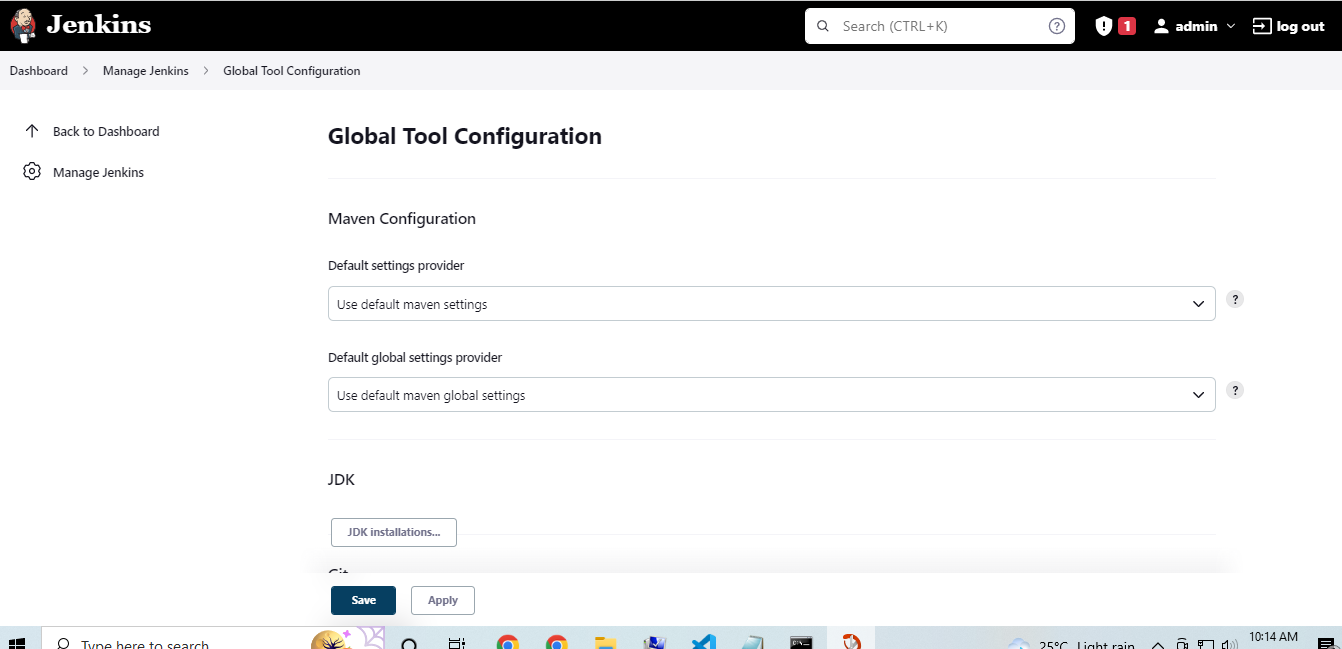 Jenkins
Search (CTRL+K)
?
1
admin
log out
Dashboard
Manage Jenkins
Global Tool Configuration
Back to Dashboard
Manage Jenkins
Global Tool Configuration
Maven Configuration
Default settings provider
Use default maven settings
?
Default global settings provider
Use default maven global settings
?
JDK
JDK installations...
Git
Save
Apply
Type here to search
25°C Light rain
10:14 AM